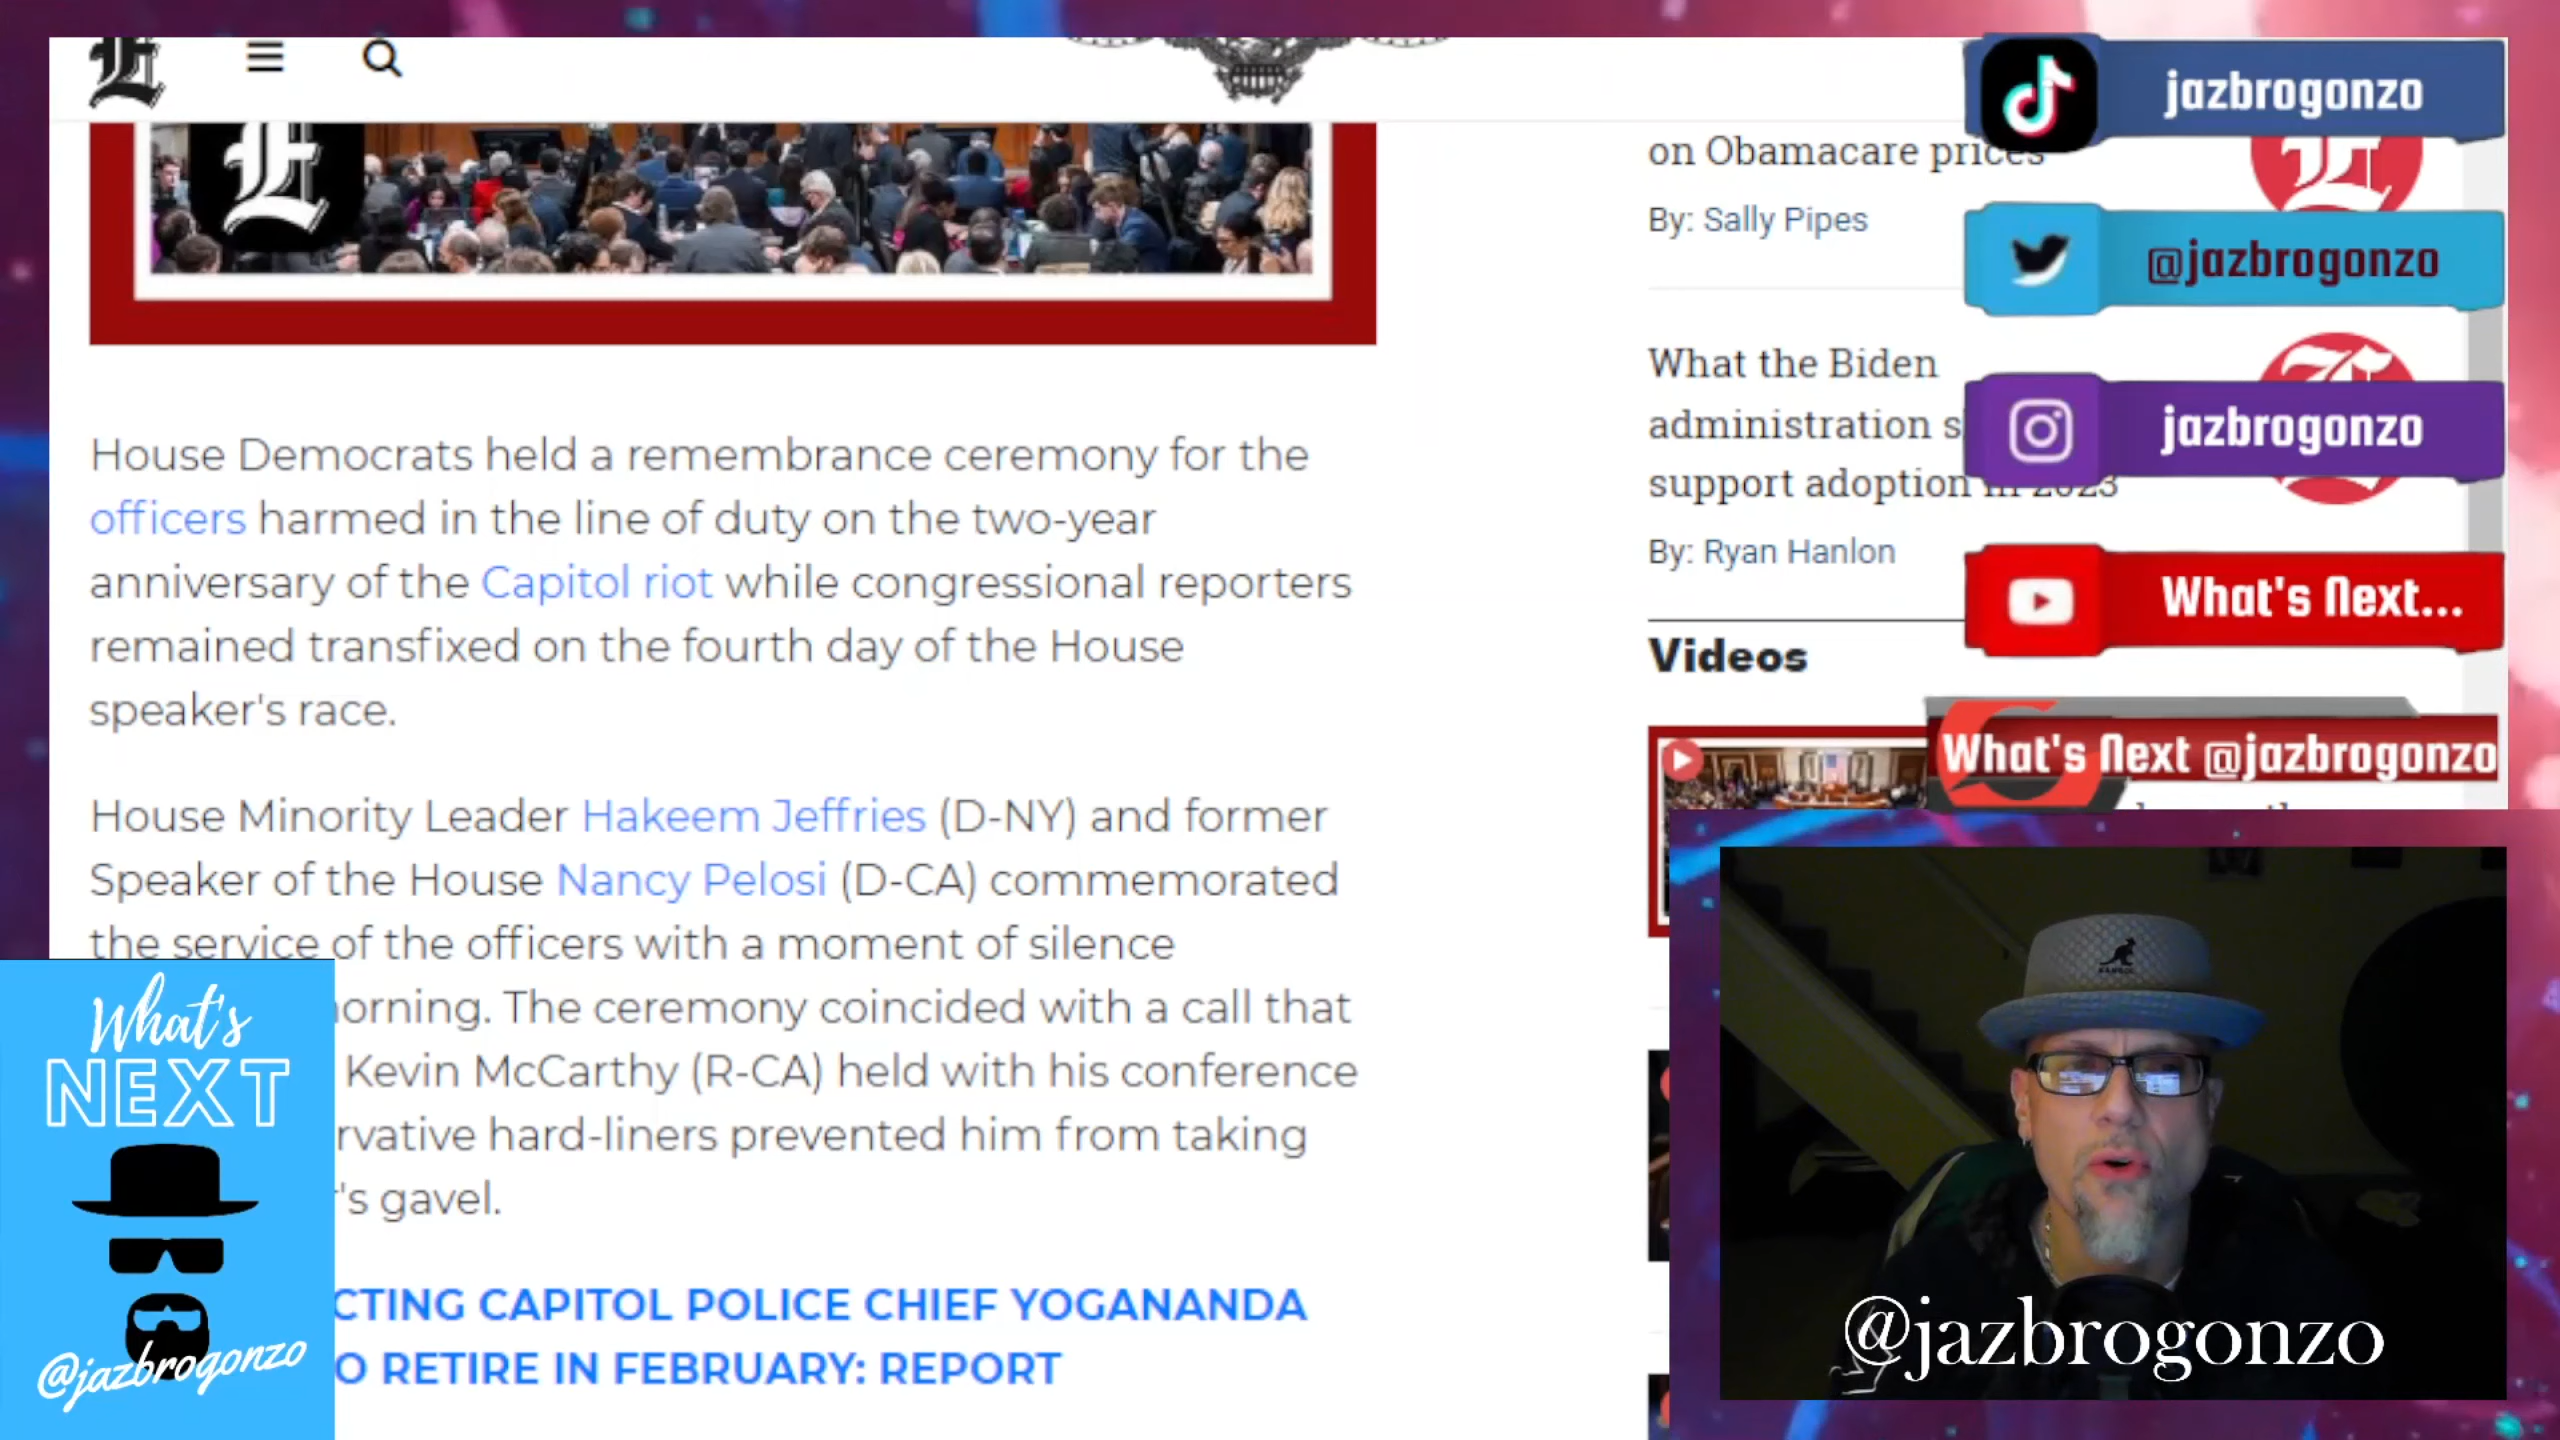 on Obamacare prices
By: Sally Pipes
What the Biden
administration s
support adoption in 2023
By: Ryan Hanlon
Videos
House Democrats held a remembrance ceremony for the
officers harmed in the line of duty on the two-year
anniversary of the Capitol riot while congressional reporters
remained transfixed on the fourth day of the House
speaker's race.
House Minority Leader Hakeem Jeffries (D-NY) and former
Speaker of the House Nancy Pelosi (D-CA) commemorated
the service of the officers with a moment of silence
orning. The ceremony coincided with a call that
Kevin McCarthy (R-CA) held with his conference
rvative hard-liners prevented him from taking
r's gavel.
CTING CAPITOL POLICE CHIEF YOGANANDA
O RETIRE IN FEBRUARY: REPORT
jazbrogonzo
@jazbrogonzo
jazbrogonzo
What's Next...
What's Next @jazbrogonzo
What's
NEXT
@jazbrogonzo
KANGOL
@jazbrogonzo